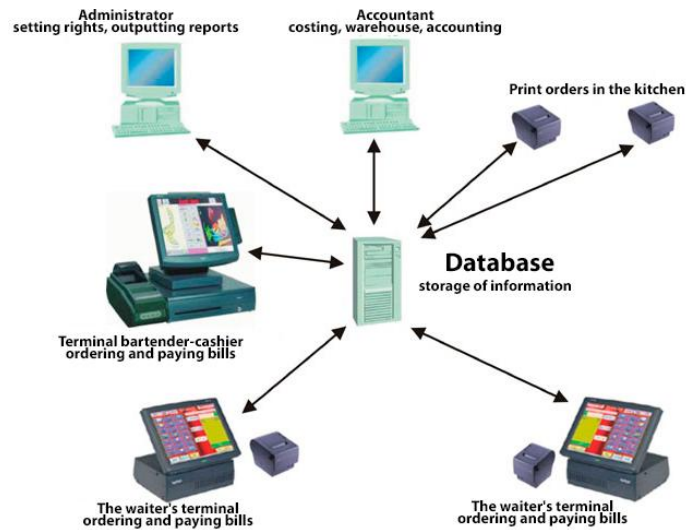 Administrator
setting rights, outputting reports
Accountant
costing, warehouse, accounting
Print orders in the kitchen
Database
storage of information
Terminal bartender-cashier
ordering and paying bills
The waiter's terminal
ordering and paying bills
The waiter's terminal
ordering and paying bills